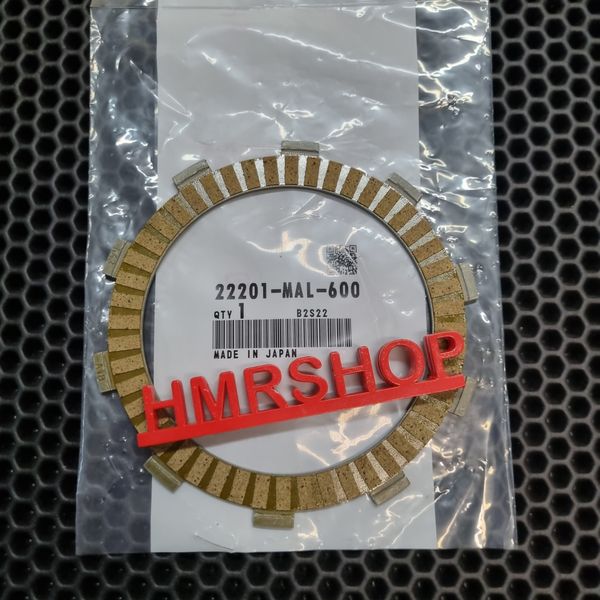 22201-MAL-600
QTY 1 B2S22
MADE IN JAPAN
HMRSHOP